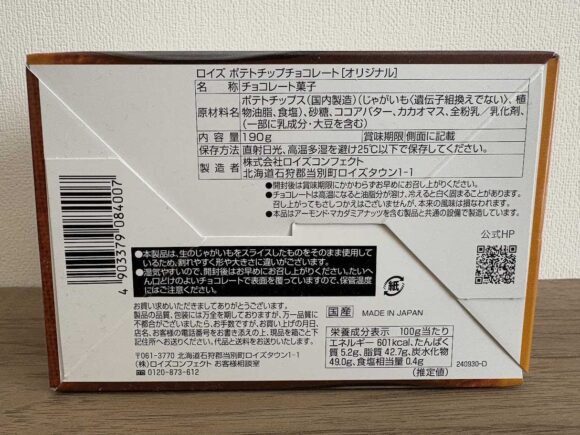 ロイズ ポテトチップチョコレート[オリジナル]
名 称 チョコレート菓子
原材料名 ポテトチップス(国内製造)(じゃがいも〈遺伝子組換えでない〉、植
物油脂、食塩)、砂糖、ココアバター、カカオマス、全粉乳/乳化剤、
(一部に乳成分・大豆を含む)
内 容 量 190g 賞味期限 側面に記載
保存方法 直射日光、高温多湿を避け25℃以下で保存してください。
製 造 者 株式会社ロイズコンフェクト
北海道石狩郡当別町ロイズタウン1-1
●開封後は賞味期限にかかわらずお早めにお召し上がりください。
●チョコレートは高温になると油脂分が溶け、冷えると白く固まることがあります。
召し上がってもさしつかえはございませんが、本来の風味は損なわれます。
●本品はアーモンド・マカダミアナッツを含む製品と共通の設備で製造しています。
4 903379 084007
公式HP
●本製品は、生のじゃがいもをスライスしたものをそのまま使用し
ているため、割れやすく形や大きさに違いがございます。
●湿気やすいので、開封後はお早めにお召し上がりください。たいへ
ん口どけのよいチョコレートで表面を覆っていますので、保管温度
にはご注意ください。
紙
お買い求めいただきましてありがとうございます。
製品の品質、包装には万全を期しておりますが、万一品質に
不都合がございましたら、お手数ですが、お買い上げの月日、
店名、お客様の電話番号をお書き添えの上、現品を箱ごと下
記住所へお送りください。代品と送料をお送りいたします。
〒061-3770 北海道石狩郡当別町ロイズタウン1-1
(株)ロイズコンフェクト お客様相談室
0120-873-612
国産 MADE IN JAPAN
栄養成分表示 100g当たり
エネルギー 601kcal、たんぱく
質 5.2g、脂質 42.7g、炭水化
物 49.0g、食塩相当量 0.4g
(推定値)
240930-D